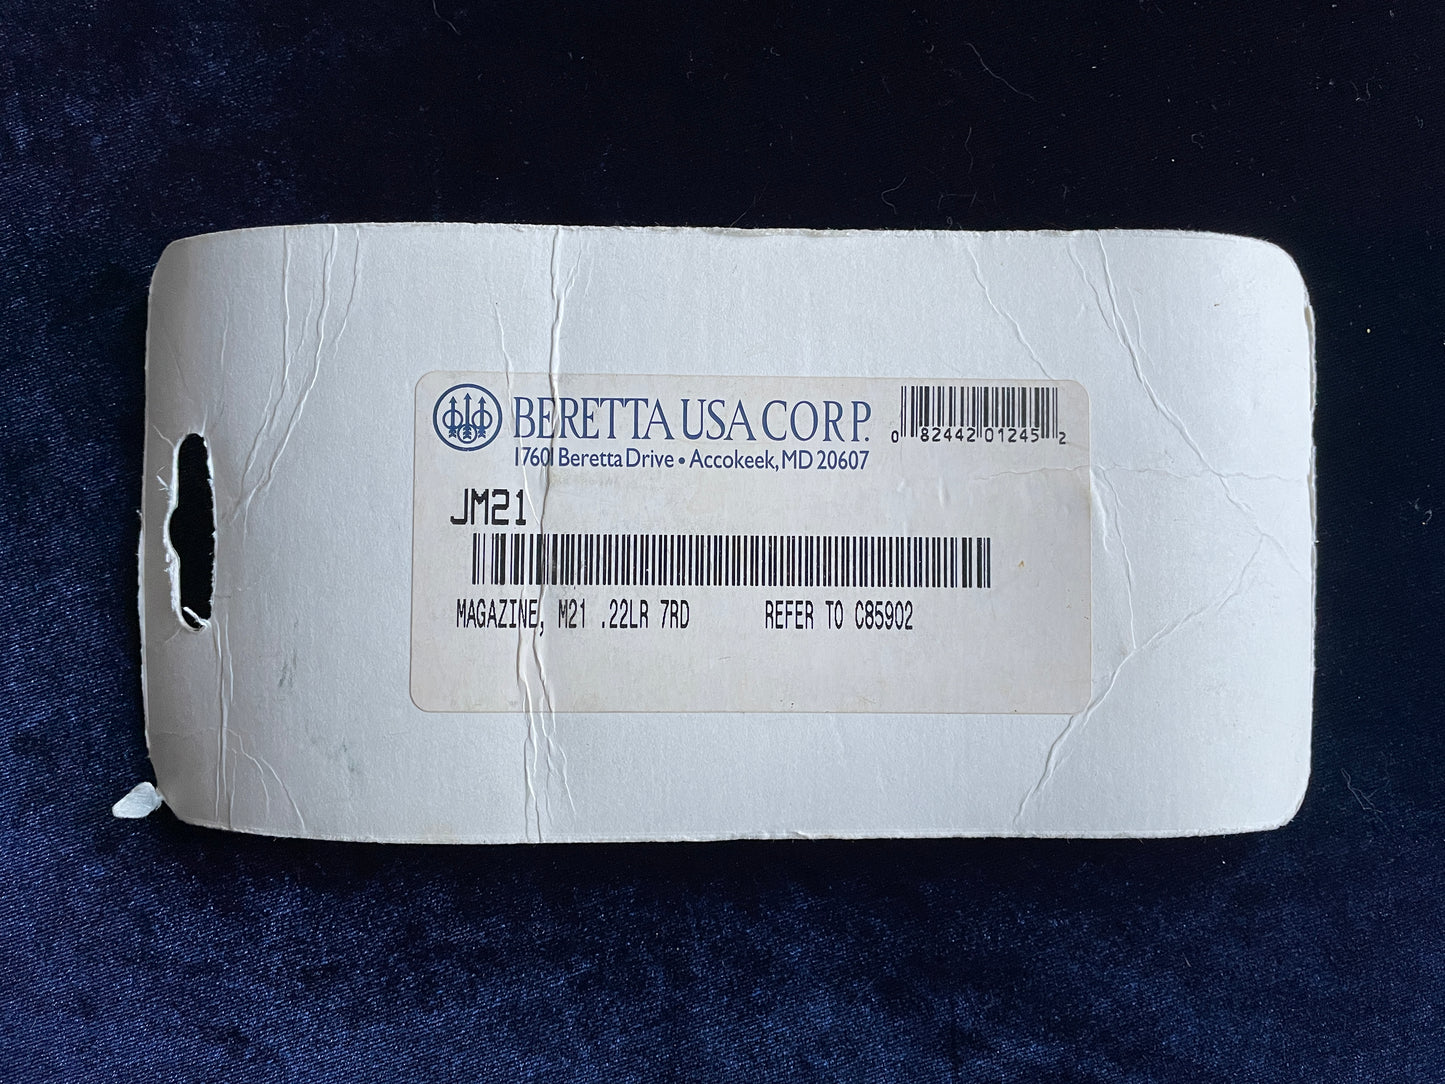 BERETTA USA CORP.
17601 Beretta Drive • Accokeek, MD 20607
0 82442 01245 2
JM21
MAGAZINE, M21 .22LR 7RD REFER TO C85902